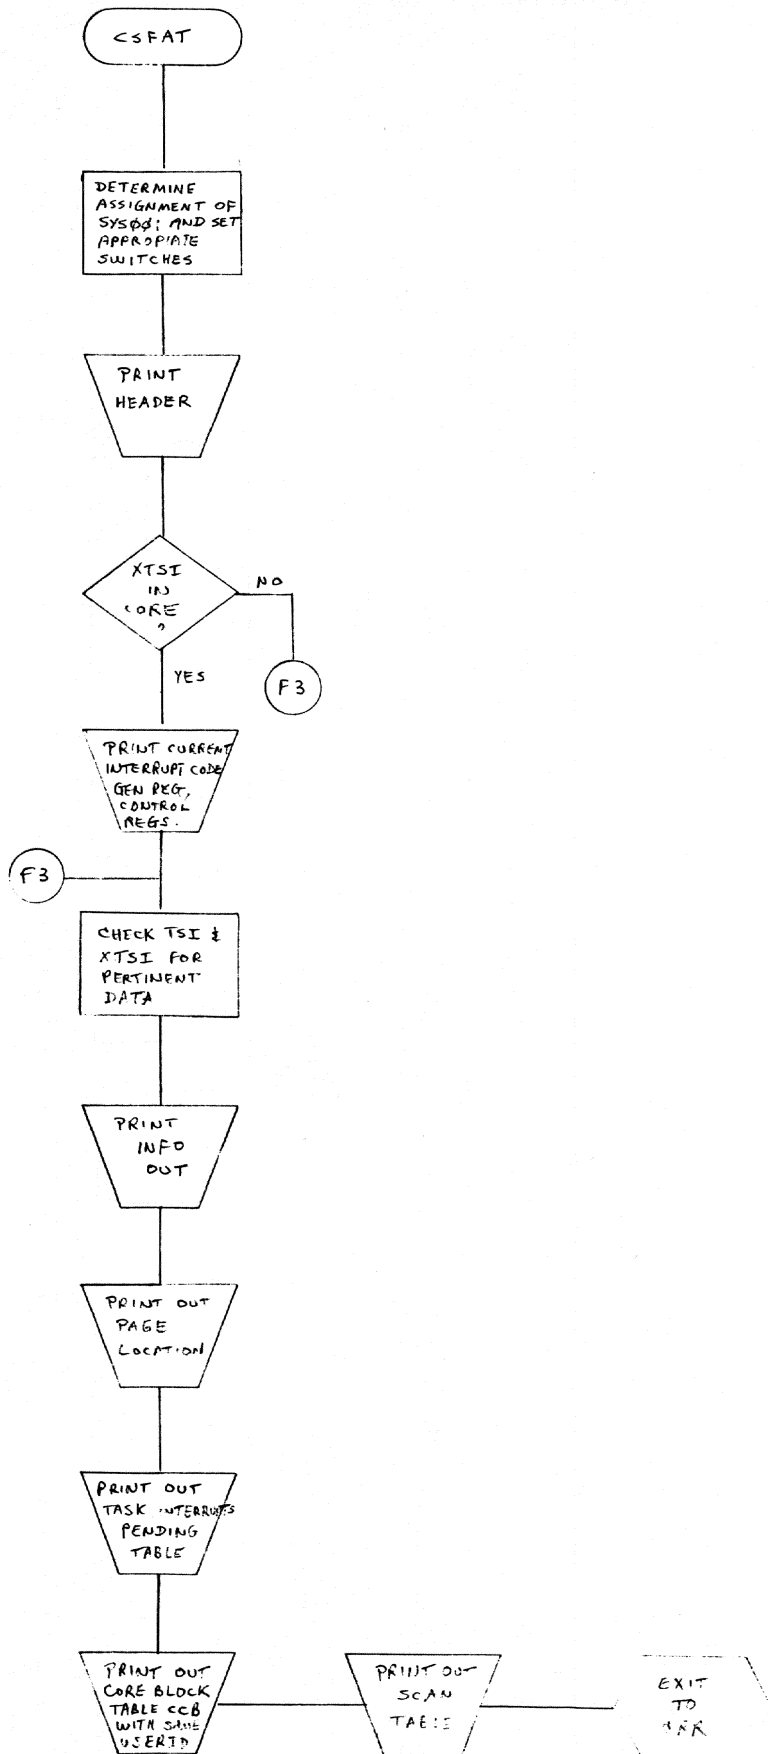 CSFAT
DETERMINE
ASSIGNMENT OF
SYSØØ; AND SET
APPROPIATE
SWITCHES
PRINT
HEADER
XTSI
IN
CORE
?
NO
F3
YES
PRINT CURRENT
INTERRUPT CODE
GEN REG,
CONTROL
REGS.
F3
CHECK TSI &
XTSI FOR
PERTINENT
DATA
PRINT
INFO
OUT
PRINT OUT
PAGE
LOCATION
PRINT OUT
TASK INTERRUPTS
PENDING
TABLE
PRINT OUT
CORE BLOCK
TABLE CCB
WITH SAME
USERID
PRINT OUT
SCAN
TABLE
EXIT
TO